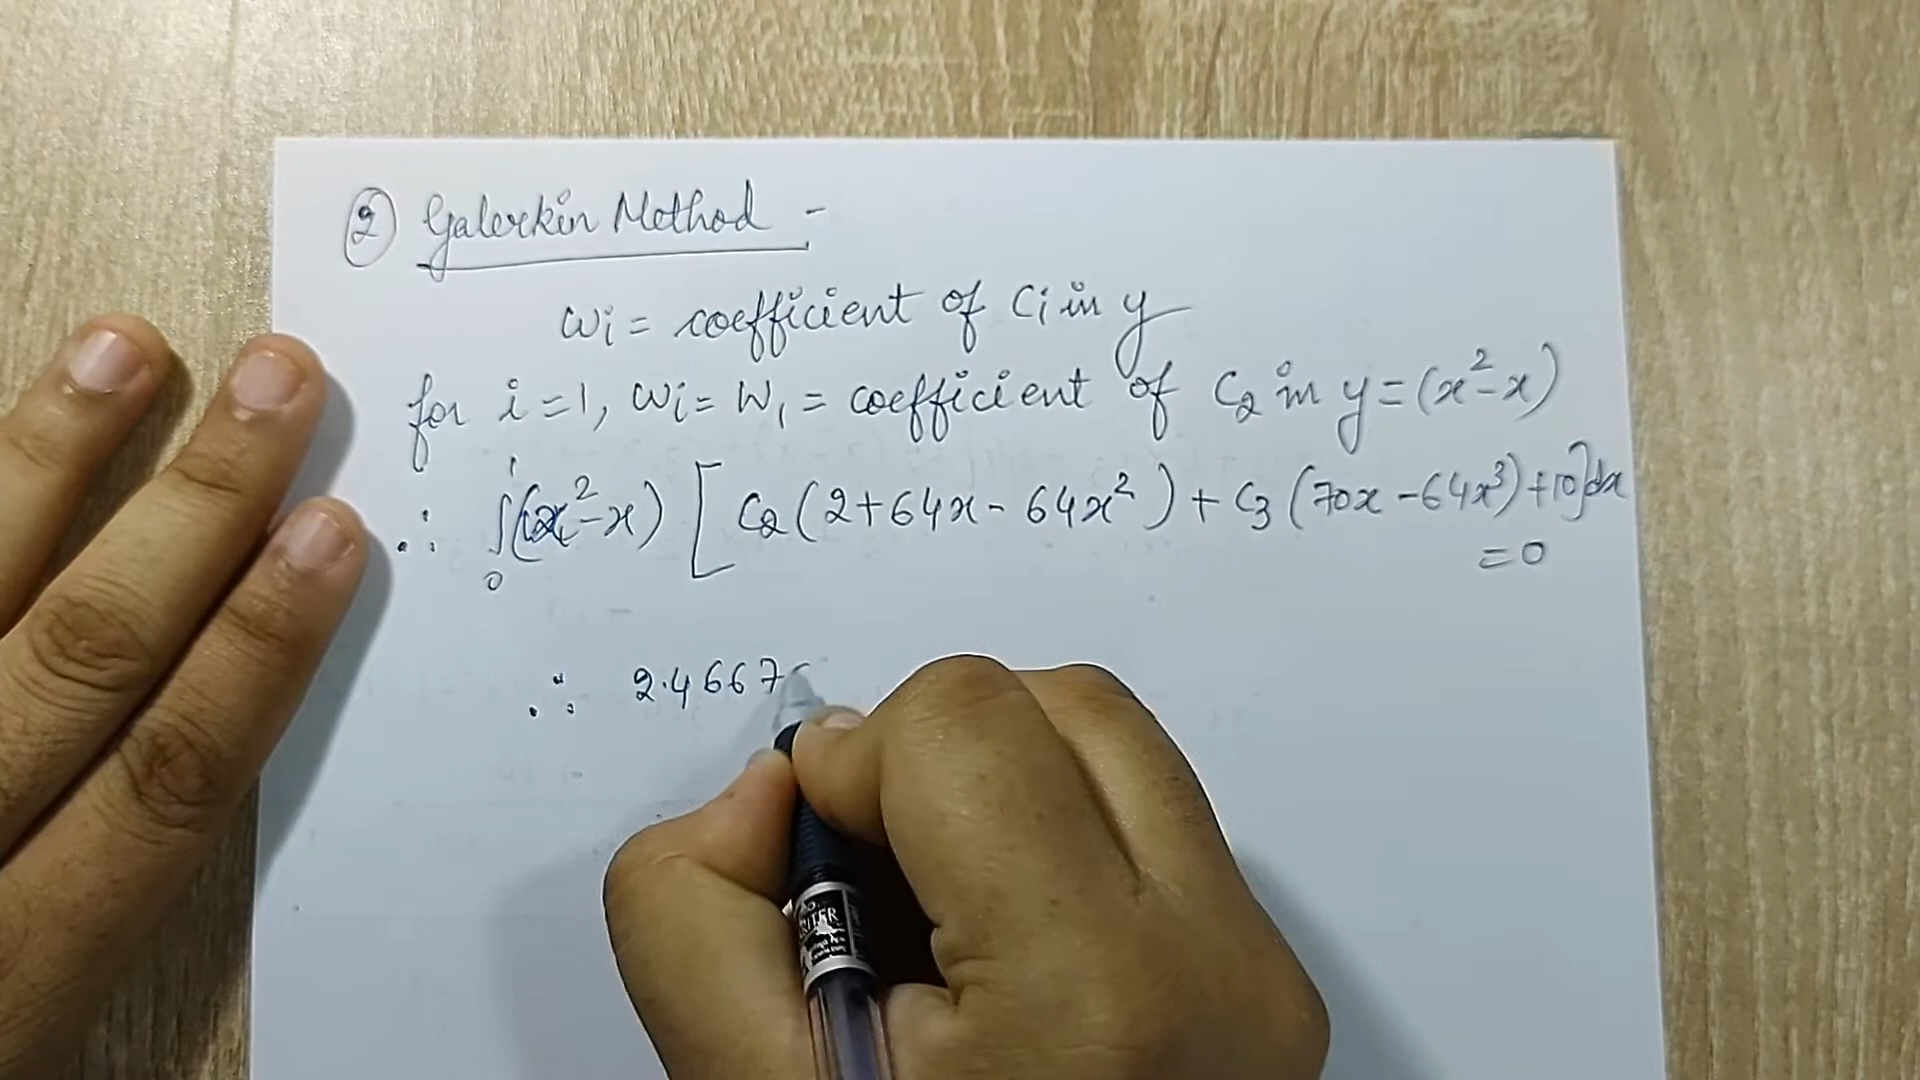 ② Galerkin Method -
Wi = coefficient of Ci in y
for i = 1, Wi = W₁ = coefficient of C₂ in y = (x² - x)
∴ ∫₀¹ (x² - x) [ C₂ (2 + 64x - 64x²) + C₃ (70x - 64x³) + 10] dx
= 0
∴ 2.4667